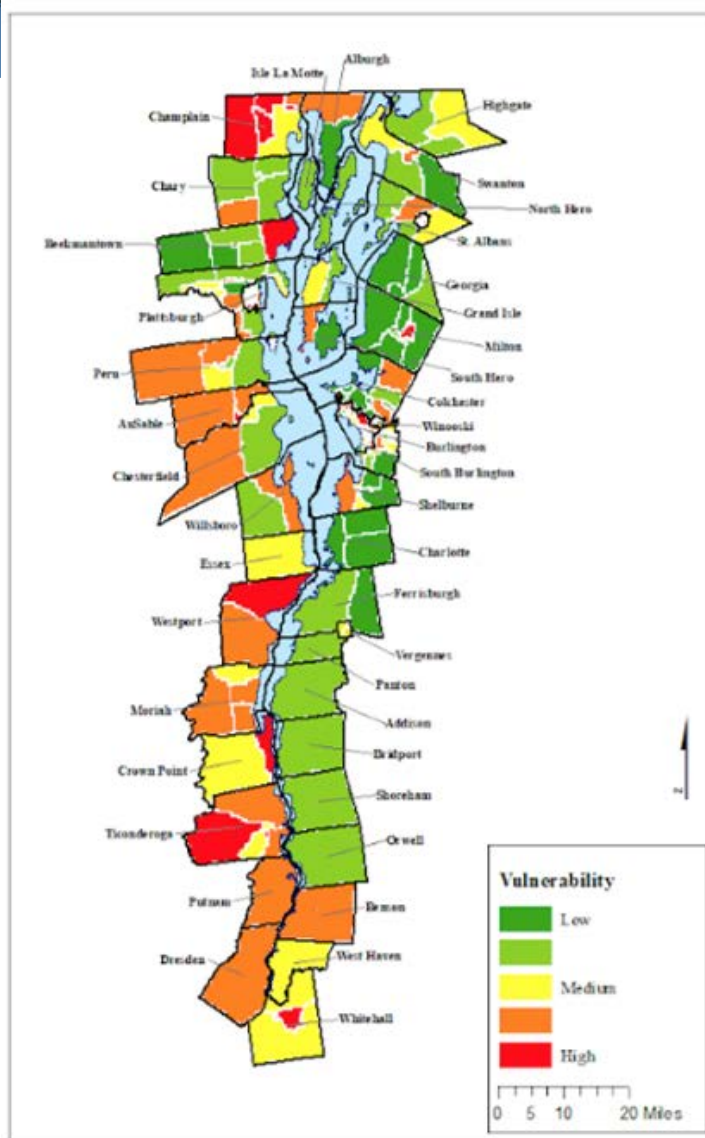 Isle La Motte
Alburgh
Champlain
Highgate
Chazy
Swanton
North Hero
Beekmantown
St. Albans
Georgia
Grand Isle
Plattsburgh
Milton
South Hero
Peru
Colchester
AuSable
Winooski
Burlington
South Burlington
Chesterfield
Shelburne
Willsboro
Charlotte
Essex
Ferrisburgh
Westport
Vergennes
Panton
Moriah
Addison
Bridport
Crown Point
Shoreham
Ticonderoga
Orwell
Putnam
Benson
West Haven
Dresden
Whitehall
N
Vulnerability
Low
Medium
High
0 5 10 20 Miles